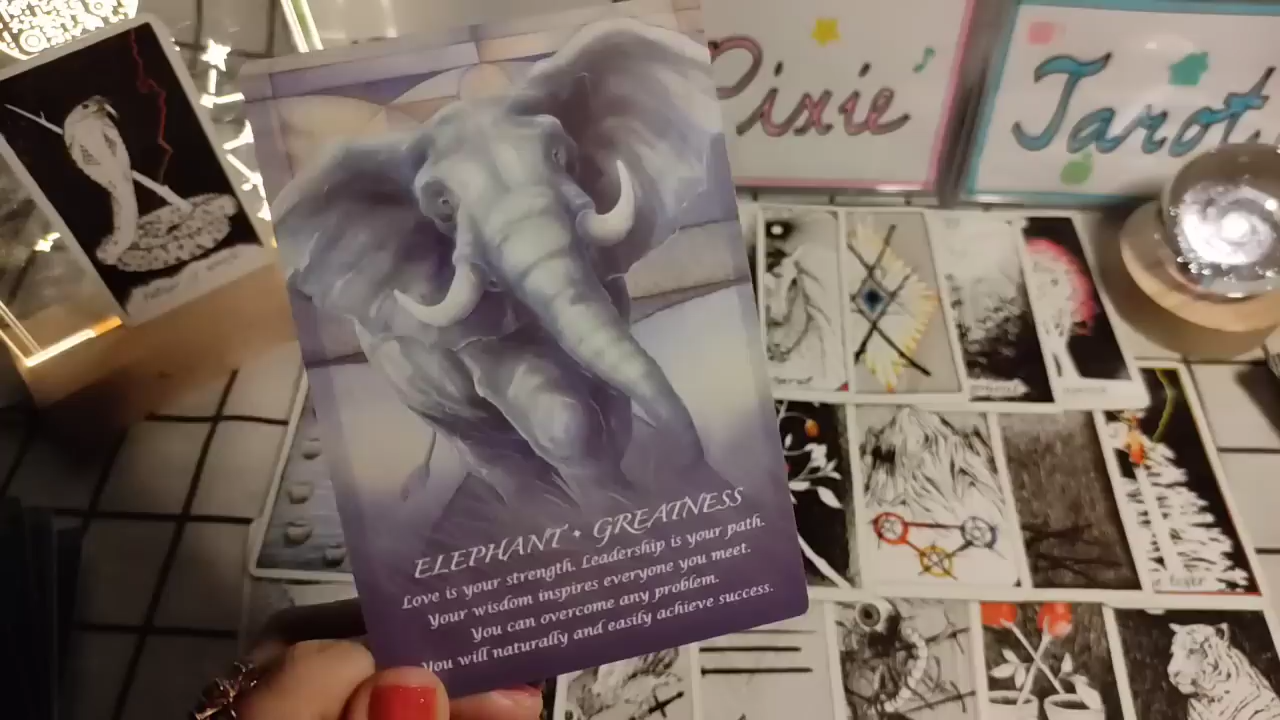 Pixie
Tarot
ELEPHANT • GREATNESS
Love is your strength. Leadership is your path.
Your wisdom inspires everyone you meet.
You can overcome any problem.
You will naturally and easily achieve success.